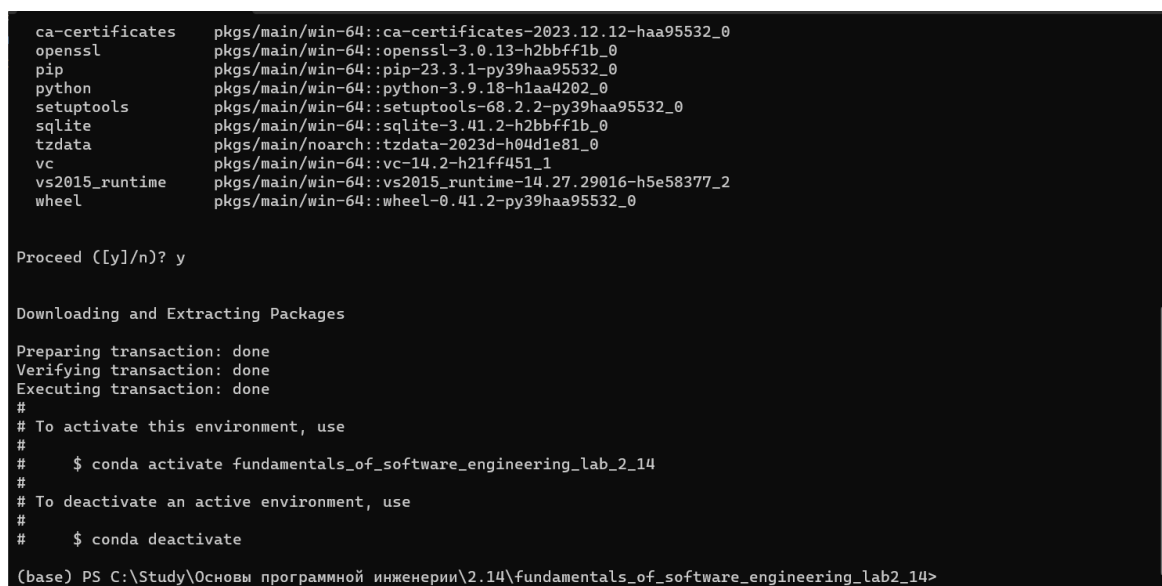 ca-certificates pkgs/main/win-64::ca-certificates-2023.12.12-haa95532_0
openssl pkgs/main/win-64::openssl-3.0.13-h2bbff1b_0
pip pkgs/main/win-64::pip-23.3.1-py39haa95532_0
python pkgs/main/win-64::python-3.9.18-h1aa4202_0
setuptools pkgs/main/win-64::setuptools-68.2.2-py39haa95532_0
sqlite pkgs/main/win-64::sqlite-3.41.2-h2bbff1b_0
tzdata pkgs/main/noarch::tzdata-2023d-h04d1e81_0
vc pkgs/main/win-64::vc-14.2-h21ff451_1
vs2015_runtime pkgs/main/win-64::vs2015_runtime-14.27.29016-h5e58377_2
wheel pkgs/main/win-64::wheel-0.41.2-py39haa95532_0
Proceed ([y]/n)? y
Downloading and Extracting Packages
Preparing transaction: done
Verifying transaction: done
Executing transaction: done
#
# To activate this environment, use
#
# $ conda activate fundamentals_of_software_engineering_lab_2_14
#
# To deactivate an active environment, use
#
# $ conda deactivate
(base) PS C:\Study\Основы программной инженерии\2.14\fundamentals_of_software_engineering_lab2_14>